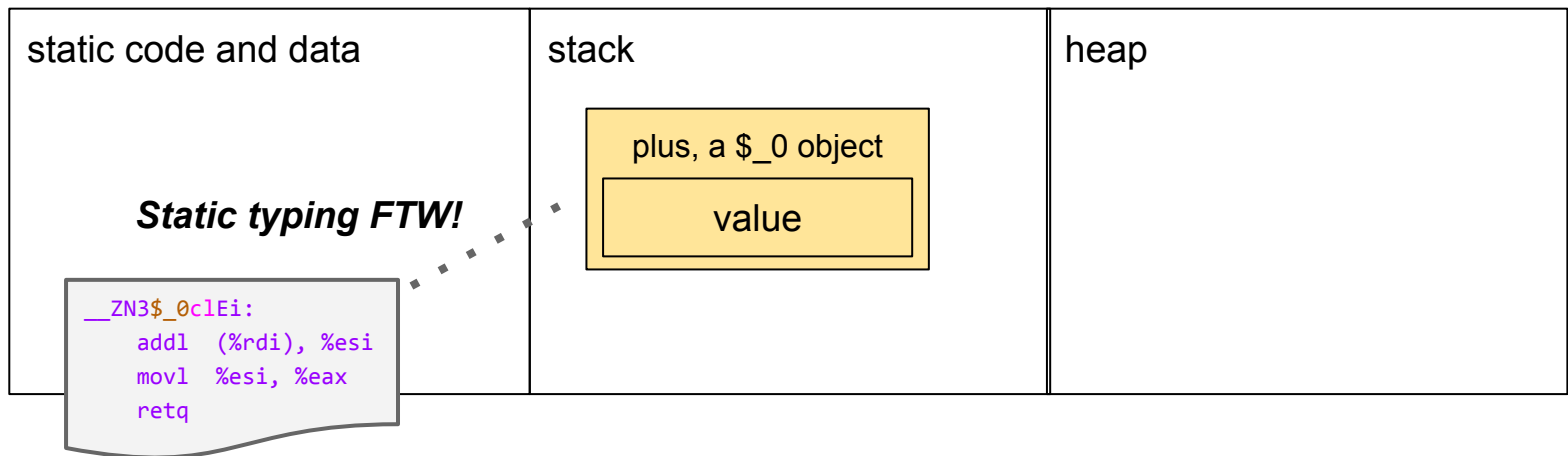 static code and data
stack
heap
plus, a $_0 object
value
Static typing FTW!
__ZN3$_0clEi:
addl (%rdi), %esi
movl %esi, %eax
retq